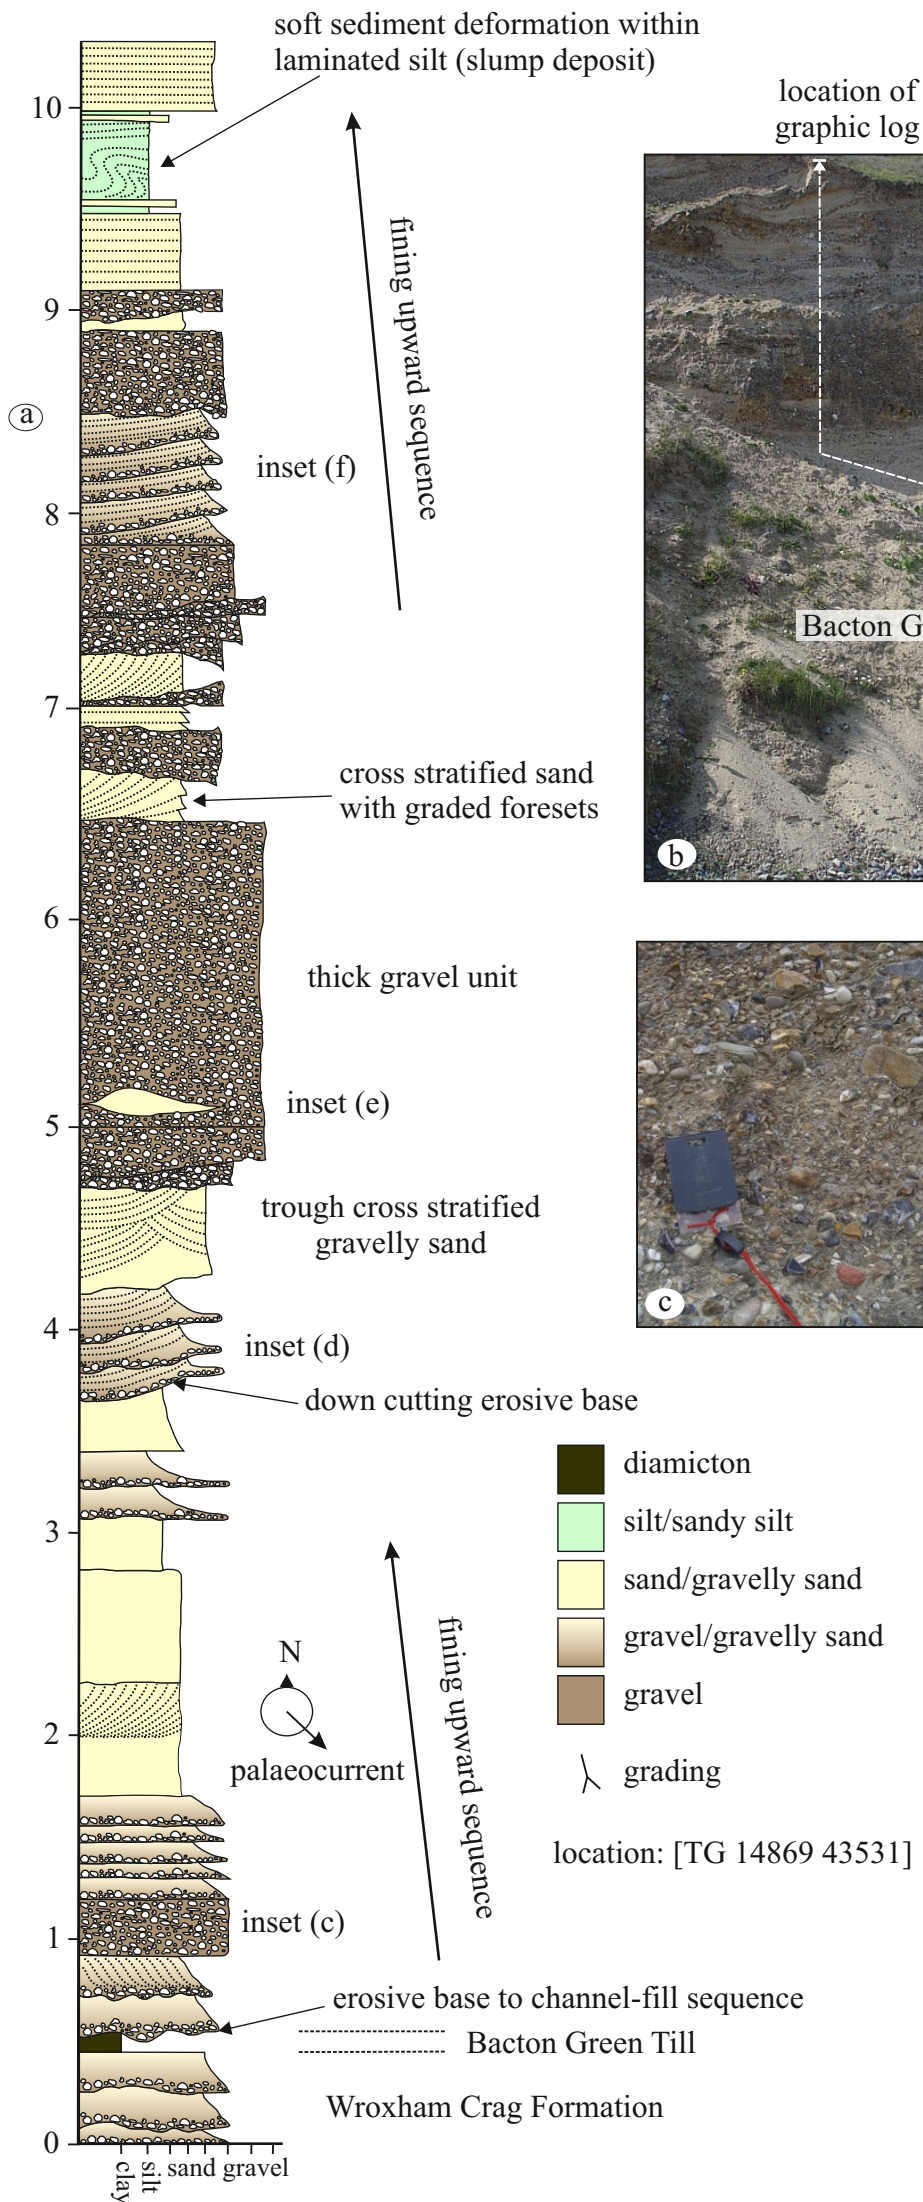 soft sediment deformation within
laminated silt (slump deposit)
10
location of
graphic log
fining upward sequence
9
a
inset (f)
8
Bacton G
7
cross stratified sand
with graded foresets
b
6
thick gravel unit
inset (e)
5
trough cross stratified
gravelly sand
c
4
inset (d)
down cutting erosive base
diamicton
silt/sandy silt
sand/gravelly sand
gravel/gravelly sand
gravel
grading
3
fining upward sequence
N
2
palaeocurrent
location: [TG 14869 43531]
inset (c)
1
erosive base to channel-fill sequence
Bacton Green Till
Wroxham Crag Formation
0
clay
silt
sand
gravel